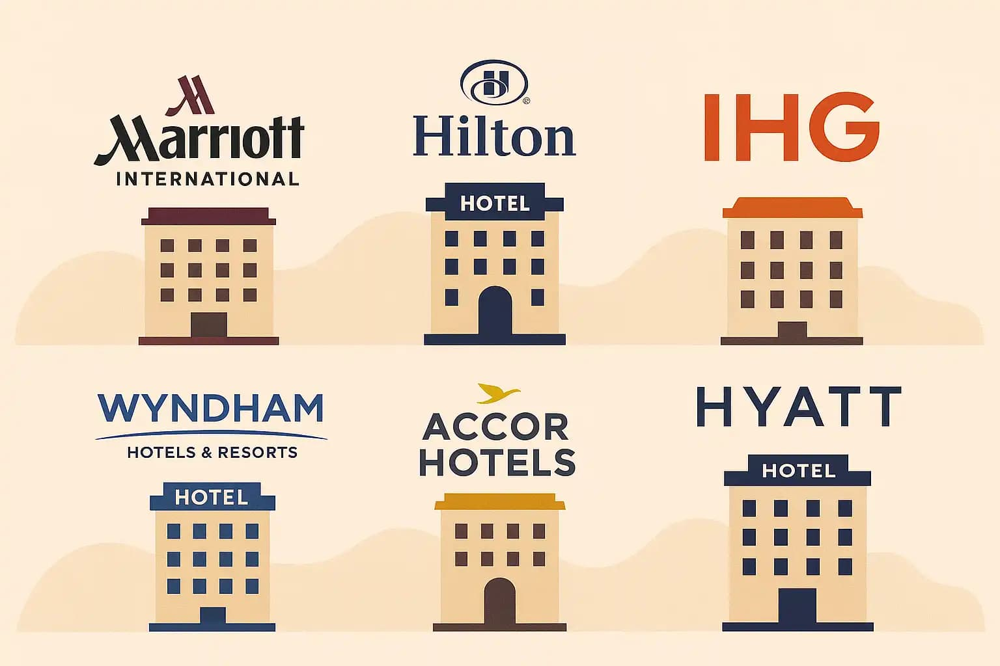 Marriott
INTERNATIONAL
Hilton
HOTEL
IHG
WYNDHAM
HOTELS & RESORTS
HOTEL
ACCOR
HOTELS
HYATT
HOTEL